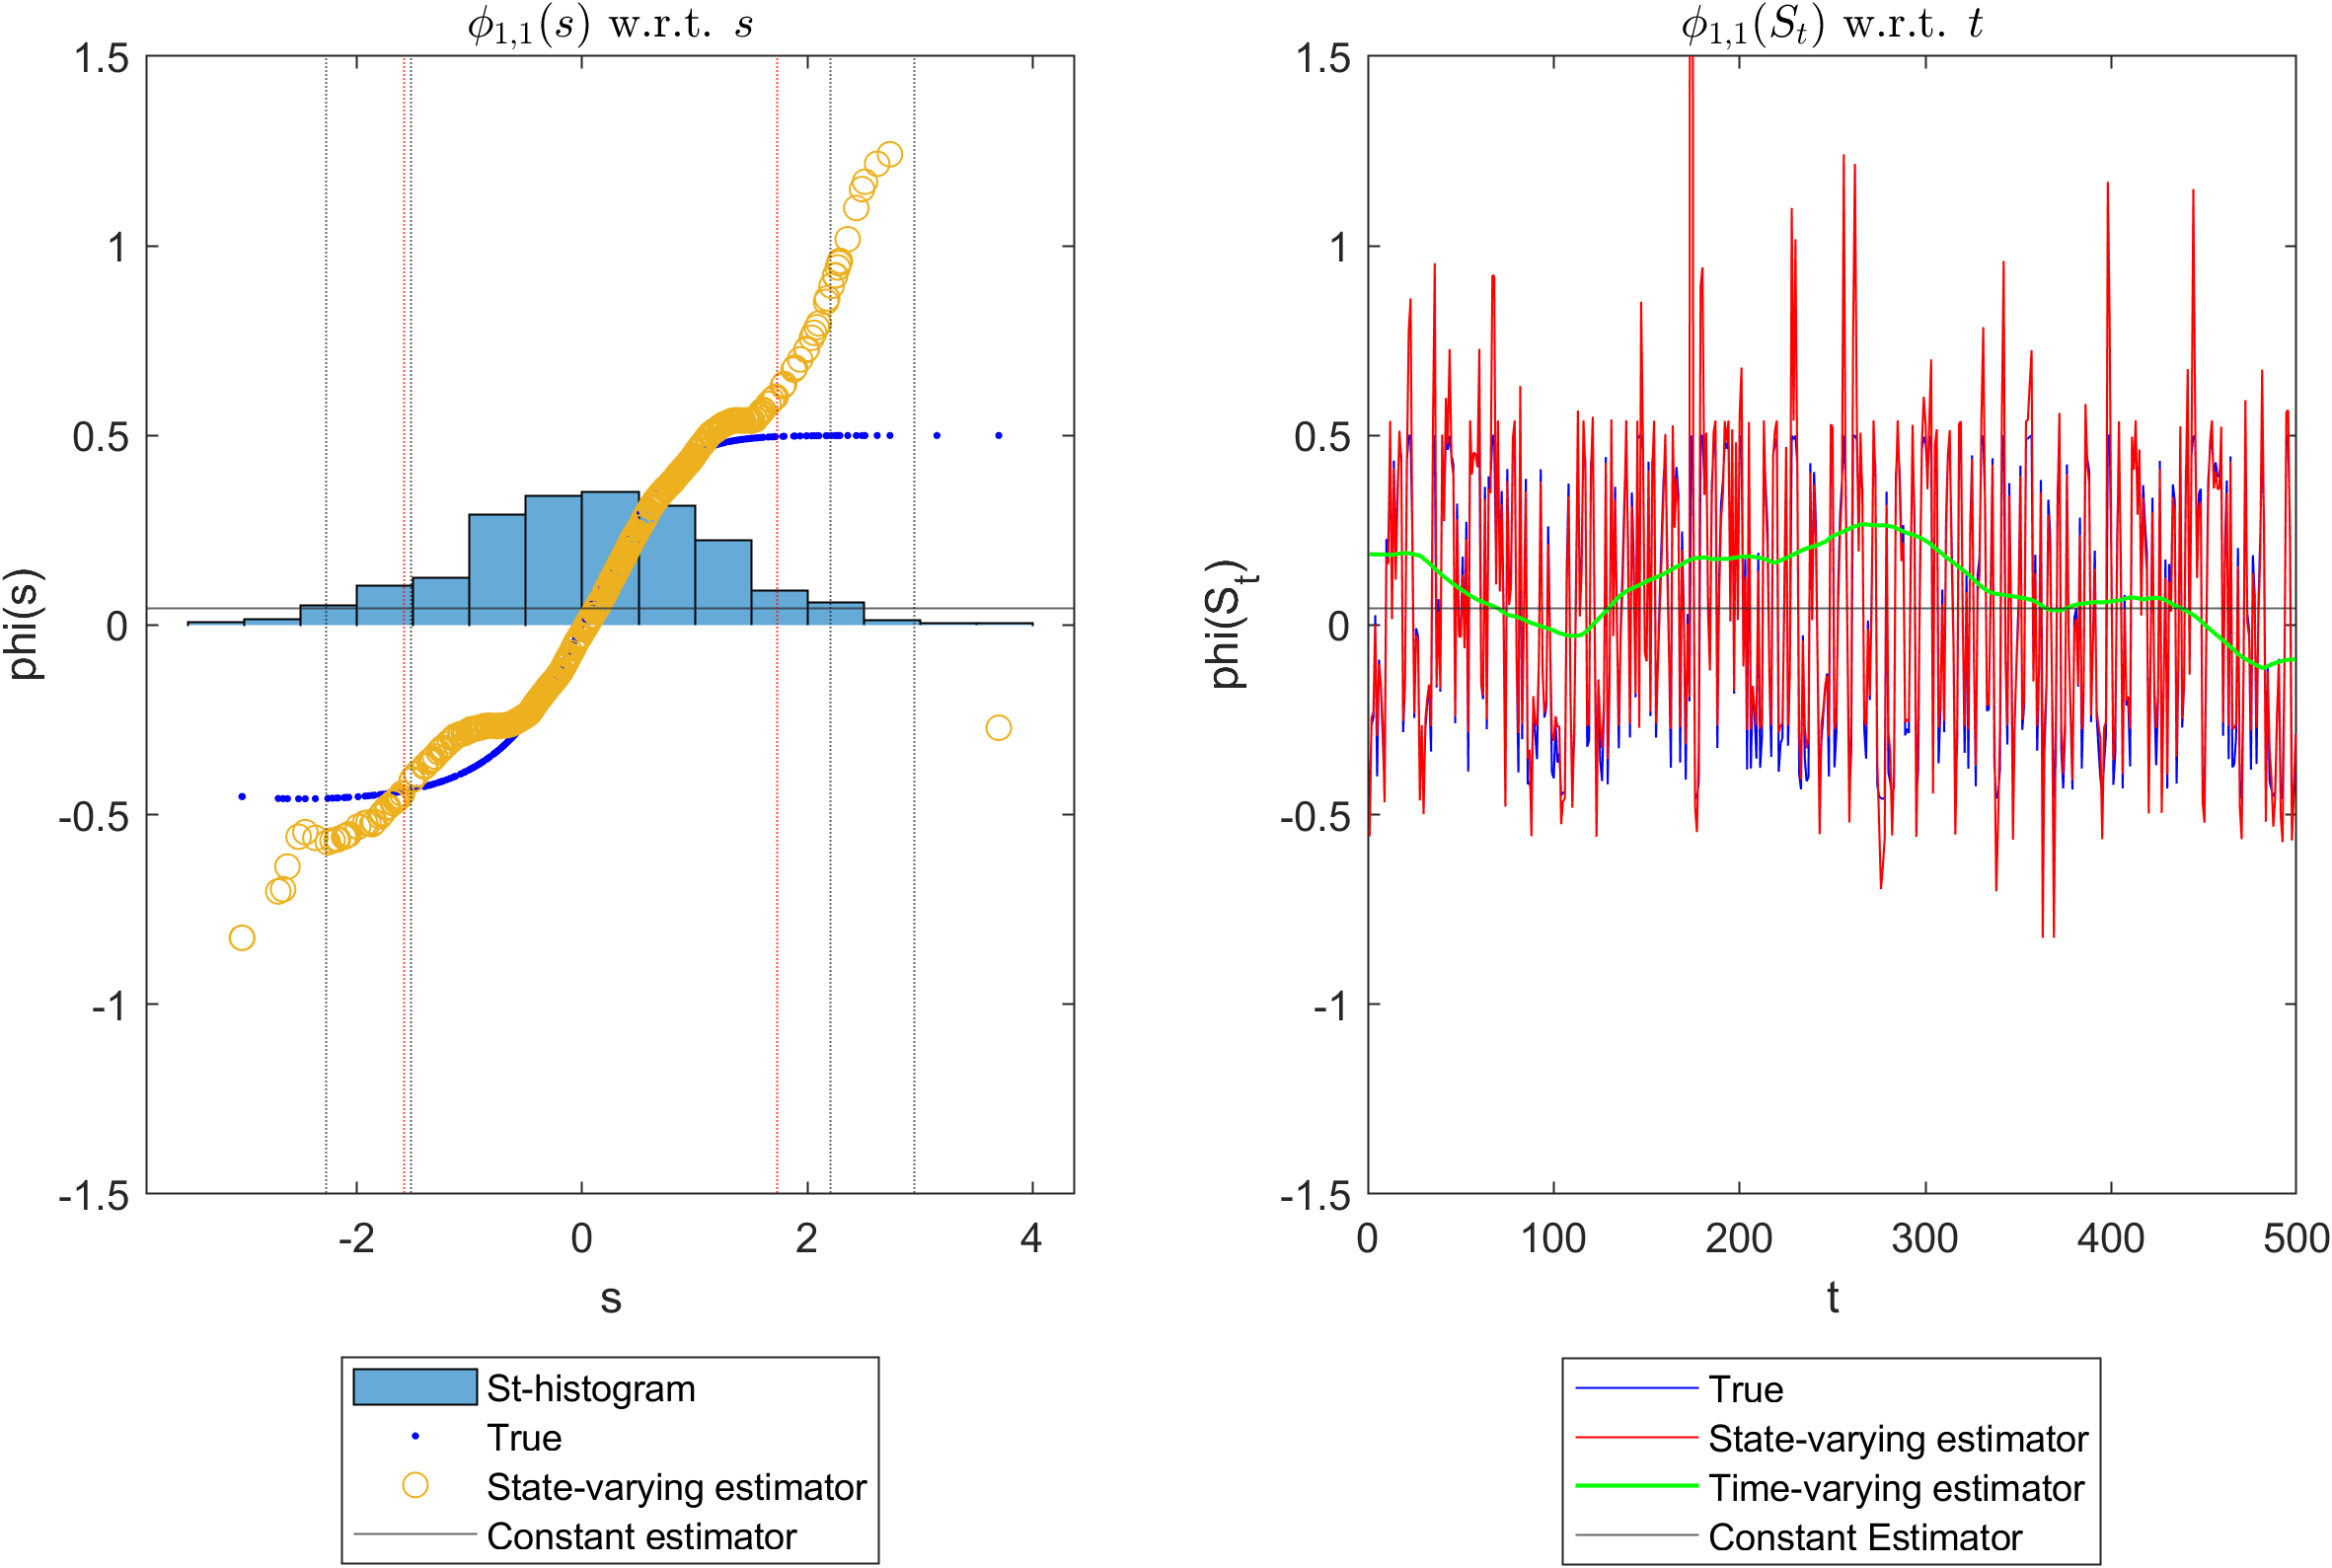 ϕ₁,₁(s) w.r.t. s
1.5
1
0.5
0
-0.5
-1
-1.5
phi(s)
-2 0 2 4
s
St-histogram
True
State-varying estimator
Constant estimator
ϕ₁,₁(Sₜ) w.r.t. t
1.5
1
0.5
0
-0.5
-1
-1.5
phi(Sₜ)
0 100 200 300 400 500
t
True
State-varying estimator
Time-varying estimator
Constant Estimator